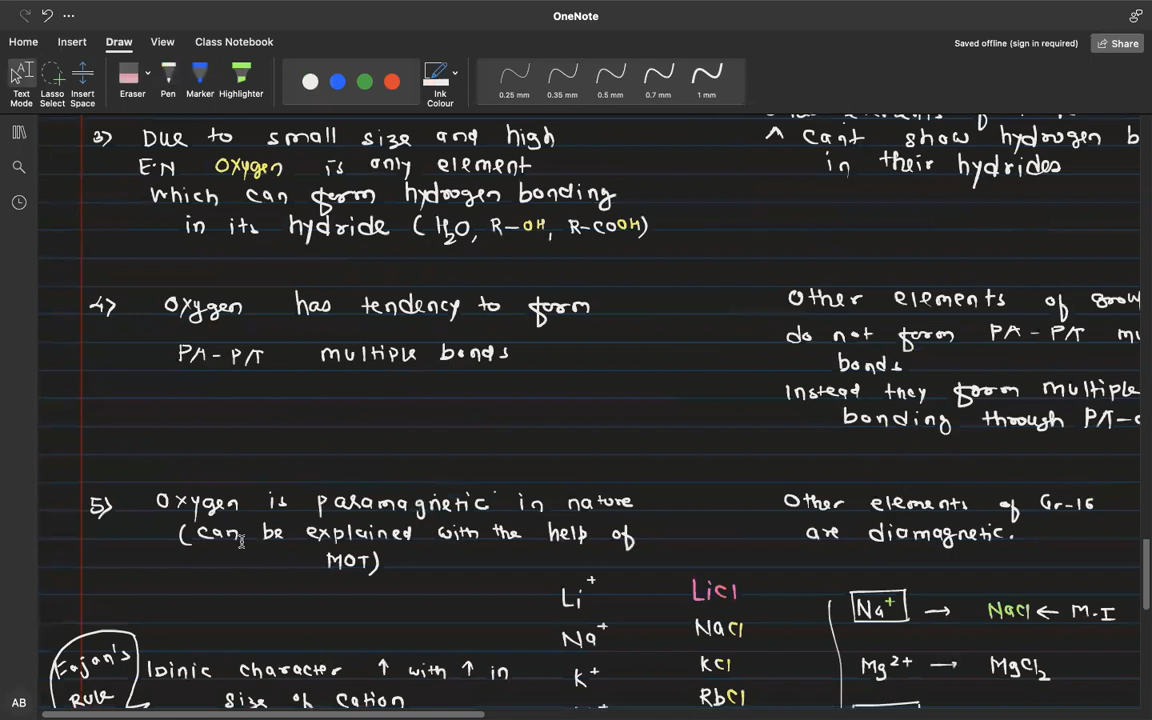 OneNote
Home Insert Draw View Class Notebook
Saved offline (sign in required)
Share
Text Mode
Lasso Select
Insert Space
Eraser
Pen
Marker
Highlighter
Ink Colour
0.25 mm 0.35 mm 0.5 mm 0.7 mm 1 mm
3) Due to small size and high
E·N Oxygen is only element
Which can form hydrogen bonding
in its hydride (H₂O, R-OH, R-COOH)
can't show hydrogen b
in their hydrides
4) Oxygen has tendency to form
Pπ-Pπ multiple bonds
Other elements of grou
do not form Pπ-Pπ mu
bonds
Instead they form multiple
bonding through Pπ-
5) Oxygen is paramagnetic in nature
(can be explained with the help of
MOT)
Other elements of Gr-16
are diamagnetic.
Fajan's
Rule
Ionic character ↑ with ↑ in
size of cation
Li⁺ LiCl
Na⁺ NaCl
K⁺ KCl
RbCl
Na⁺ → NaCl ← M·I
Mg²⁺ → MgCl₂
AB